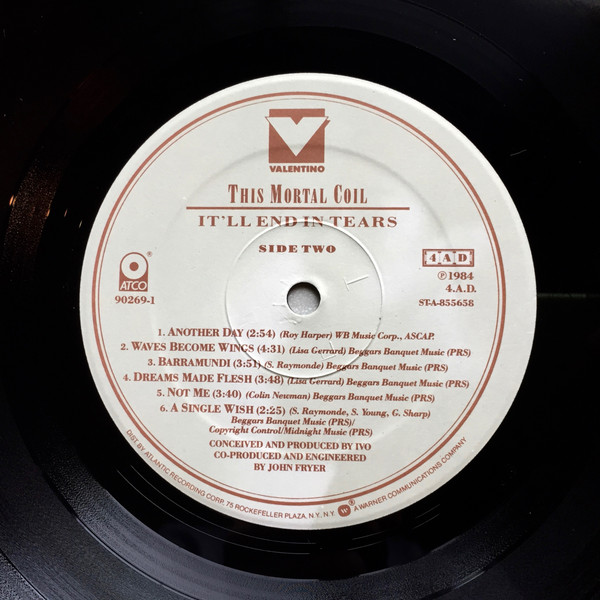 VALENTINO
THIS MORTAL COIL
IT'LL END IN TEARS
SIDE TWO
®
ATCO
90269-1
4AD
℗1984
4.A.D.
ST-A-855658
1. ANOTHER DAY (2:54) (Roy Harper) WB Music Corp., ASCAP.
2. WAVES BECOME WINGS (4:31) (Lisa Gerrard) Beggars Banquet Music (PRS)
3. BARRAMUNDI (3:51) (S. Raymonde) Beggars Banquet Music (PRS)
4. DREAMS MADE FLESH (3:48) (Lisa Gerrard) Beggars Banquet Music (PRS)
5. NOT ME (3:40) (Colin Newman) Beggars Banquet Music (PRS)
6. A SINGLE WISH (2:25) (S. Raymonde, S. Young, G. Sharp)
Beggars Banquet Music (PRS)/
Copyright Control/Midnight Music (PRS)
CONCEIVED AND PRODUCED BY IVO
CO-PRODUCED AND ENGINEERED
BY JOHN FRYER
DIST. BY ATLANTIC RECORDING CORP. 75 ROCKEFELLER PLAZA, N.Y., N.Y. W ® A WARNER COMMUNICATIONS COMPANY